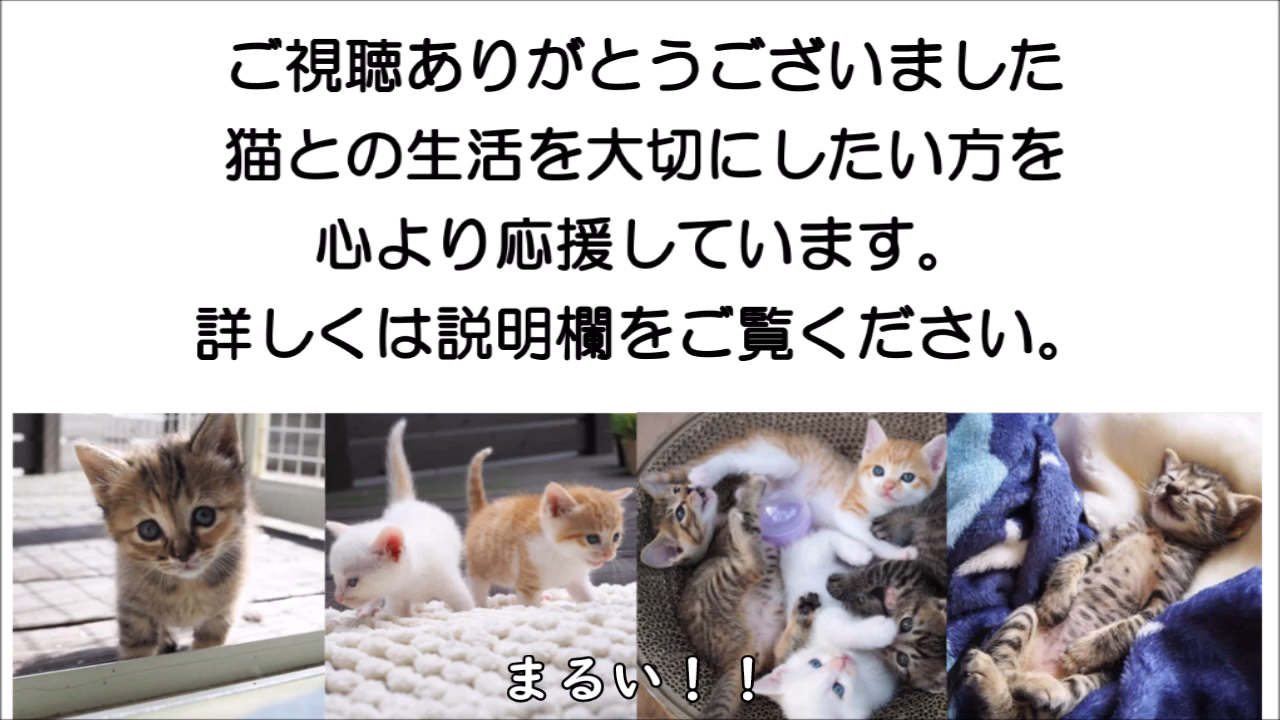 ご視聴ありがとうございました
猫との生活を大切にしたい方を
心より応援しています。
詳しくは説明欄をご覧ください。
まるい！！